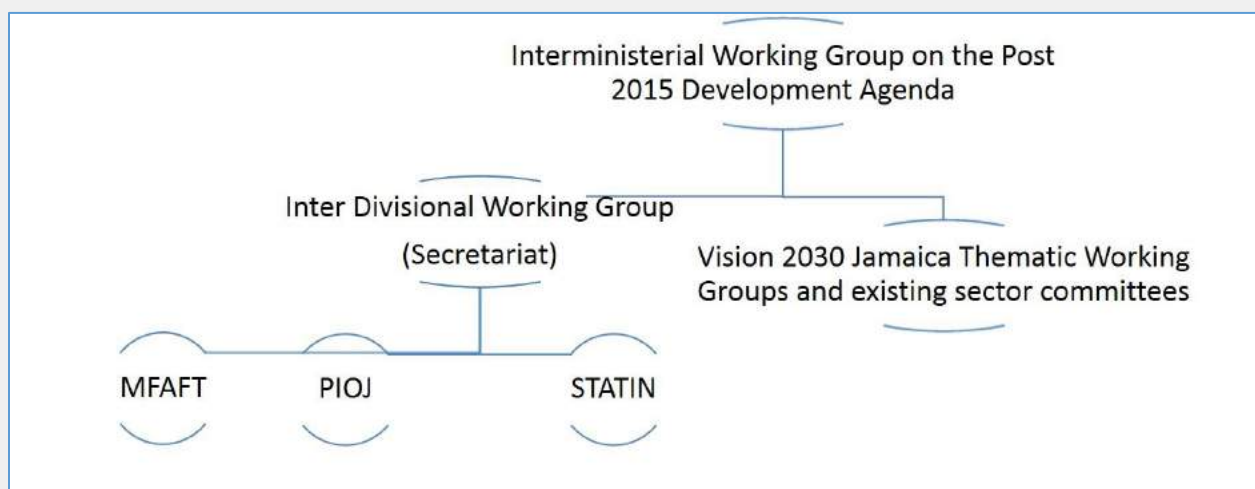 Interministerial Working Group on the Post
2015 Development Agenda
Inter Divisional Working Group
(Secretariat)
Vision 2030 Jamaica Thematic Working
Groups and existing sector committees
MFAFT
PIOJ
STATIN